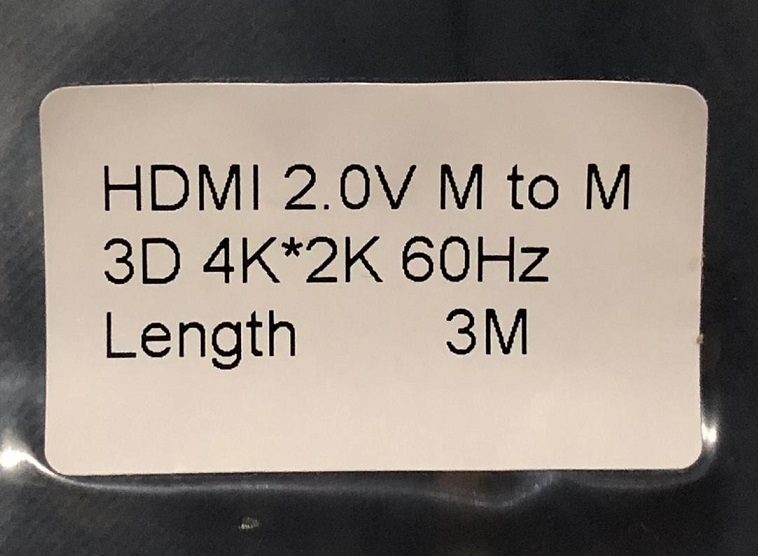 HDMI 2.0V M to M
3D 4K*2K 60Hz
Length 3M